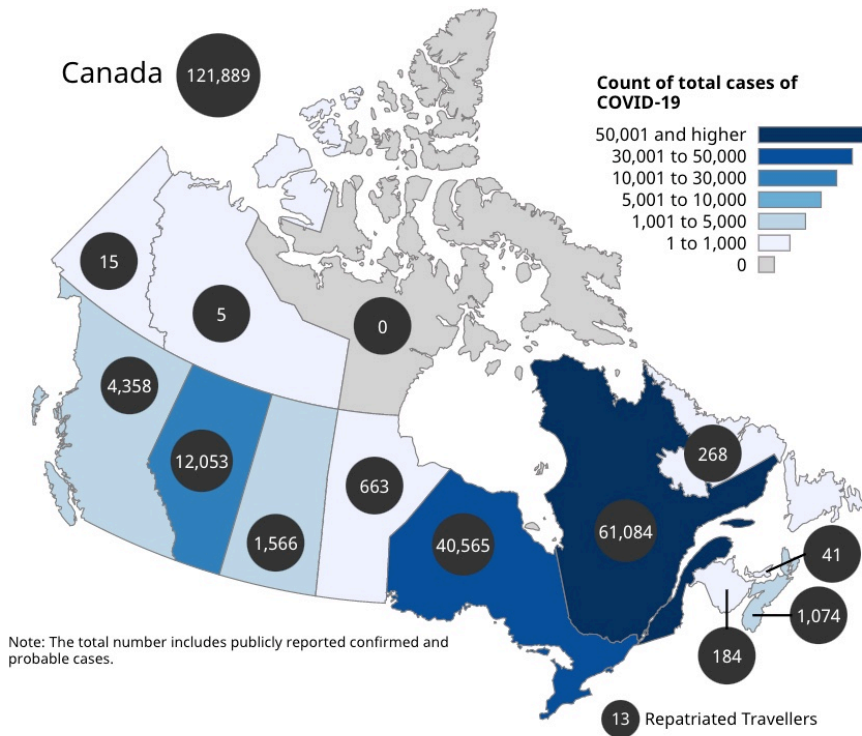 Canada 121,889
Count of total cases of
COVID-19
50,001 and higher
30,001 to 50,000
10,001 to 30,000
5,001 to 10,000
1,001 to 5,000
1 to 1,000
0
15
5
0
4,358
12,053
1,566
663
40,565
61,084
268
41
1,074
184
Note: The total number includes publicly reported confirmed and
probable cases.
13 Repatriated Travellers